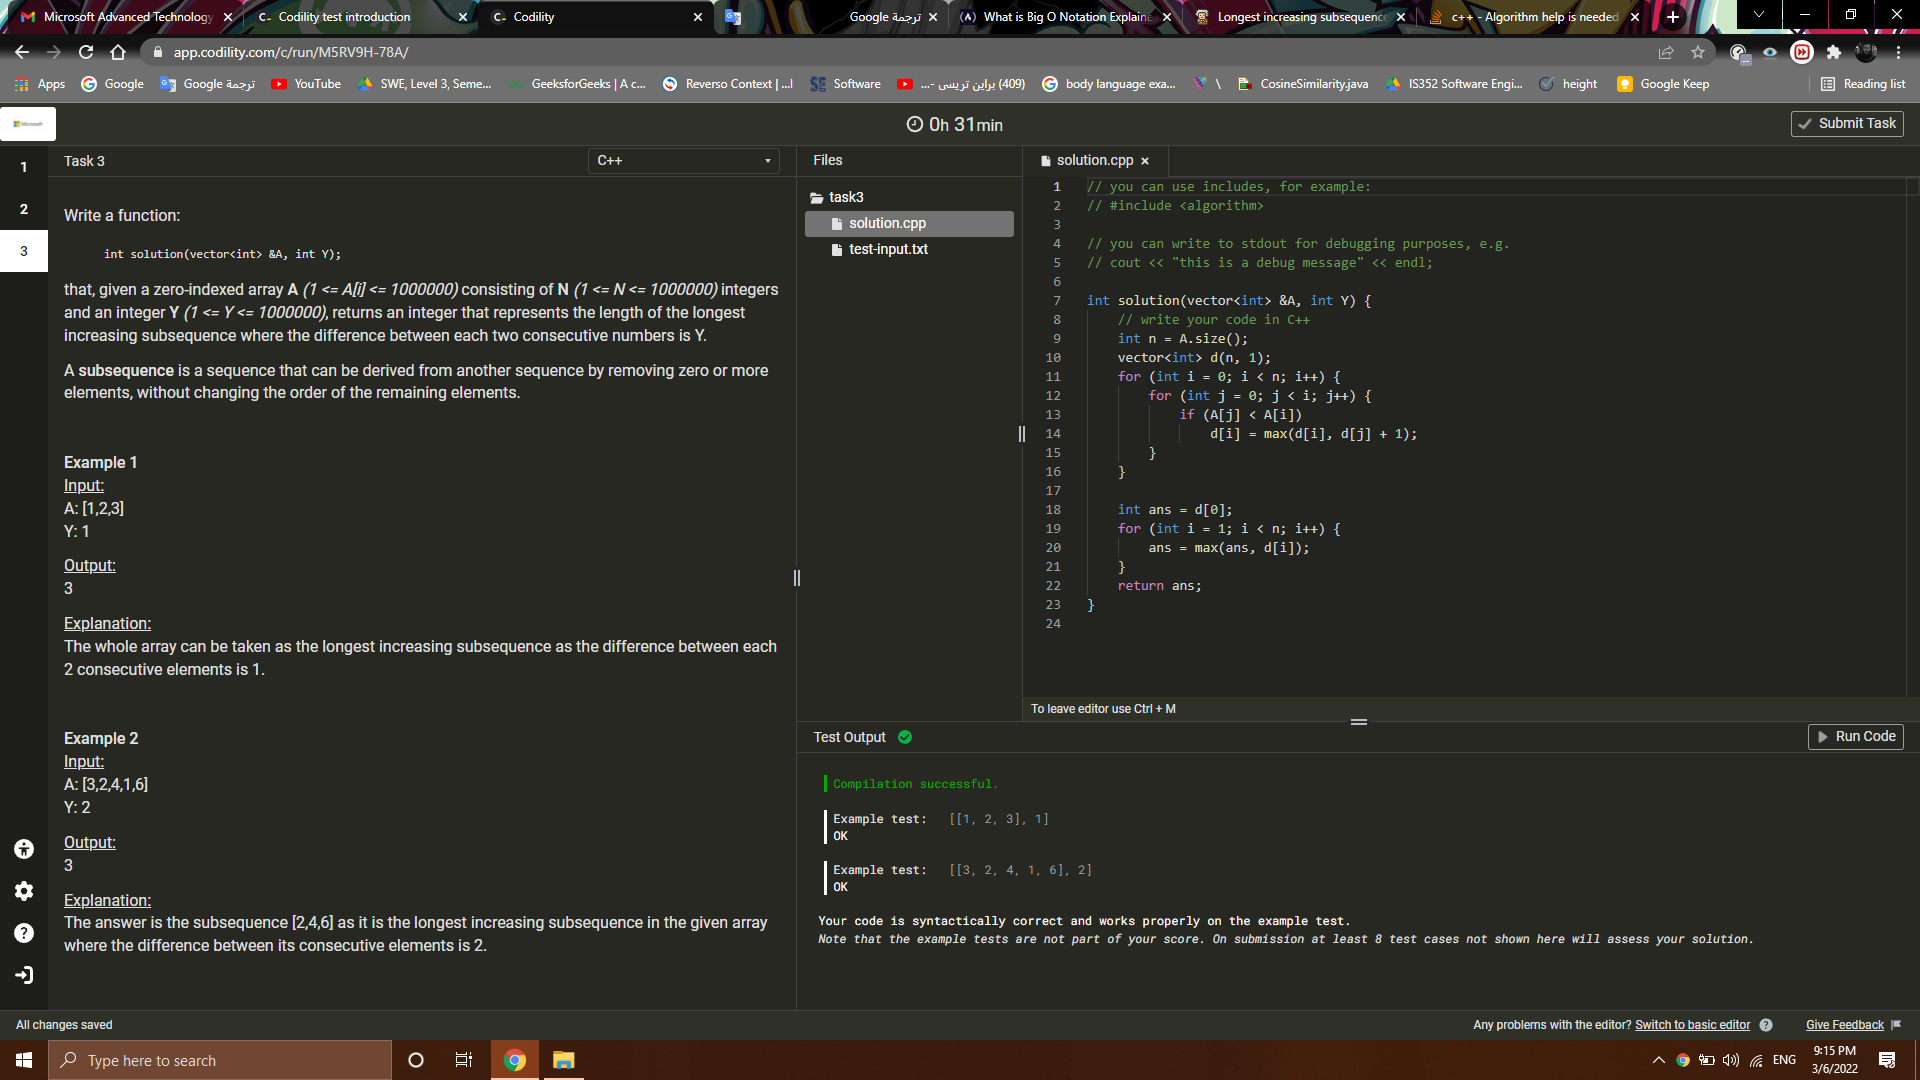 Microsoft Advanced Technology
Codility test introduction
Codility
ترجمة Google
What is Big O Notation Explaine
Longest increasing subsequence
c++ - Algorithm help is needed
app.codility.com/c/run/M5RV9H-78A/
Apps
Google
Google ترجمة
YouTube
SWE, Level 3, Seme...
GeeksforGeeks | A c...
Reverso Context | ...l
Software
(409) براين تريسى -...
body language exa...
\
CosineSimilarity.java
IS352 Software Engi...
height
Google Keep
Reading list
Microsoft
0h 31min
Submit Task
1
2
3
Task 3
C++
Write a function:
int solution(vector<int> &A, int Y);
that, given a zero-indexed array A (1 <= A[i] <= 1000000) consisting of N (1 <= N <= 1000000) integers
and an integer Y (1 <= Y <= 1000000), returns an integer that represents the length of the longest
increasing subsequence where the difference between each two consecutive numbers is Y.
A subsequence is a sequence that can be derived from another sequence by removing zero or more
elements, without changing the order of the remaining elements.
Example 1
Input:
A: [1,2,3]
Y: 1
Output:
3
Explanation:
The whole array can be taken as the longest increasing subsequence as the difference between each
2 consecutive elements is 1.
Example 2
Input:
A: [3,2,4,1,6]
Y: 2
Output:
3
Explanation:
The answer is the subsequence [2,4,6] as it is the longest increasing subsequence in the given array
where the difference between its consecutive elements is 2.
Files
task3
solution.cpp
test-input.txt
solution.cpp ×
1 // you can use includes, for example:
2 // #include <algorithm>
3
4 // you can write to stdout for debugging purposes, e.g.
5 // cout << "this is a debug message" << endl;
6
7 int solution(vector<int> &A, int Y) {
8 // write your code in C++
9 int n = A.size();
10 vector<int> d(n, 1);
11 for (int i = 0; i < n; i++) {
12 for (int j = 0; j < i; j++) {
13 if (A[j] < A[i])
14 d[i] = max(d[i], d[j] + 1);
15 }
16 }
17
18 int ans = d[0];
19 for (int i = 1; i < n; i++) {
20 ans = max(ans, d[i]);
21 }
22 return ans;
23 }
24
To leave editor use Ctrl + M
Test Output
Run Code
Compilation successful.
Example test: [[1, 2, 3], 1]
OK
Example test: [[3, 2, 4, 1, 6], 2]
OK
Your code is syntactically correct and works properly on the example test.
Note that the example tests are not part of your score. On submission at least 8 test cases not shown here will assess your solution.
All changes saved
Any problems with the editor? Switch to basic editor ?
Give Feedback
Type here to search
ENG
9:15 PM
3/6/2022